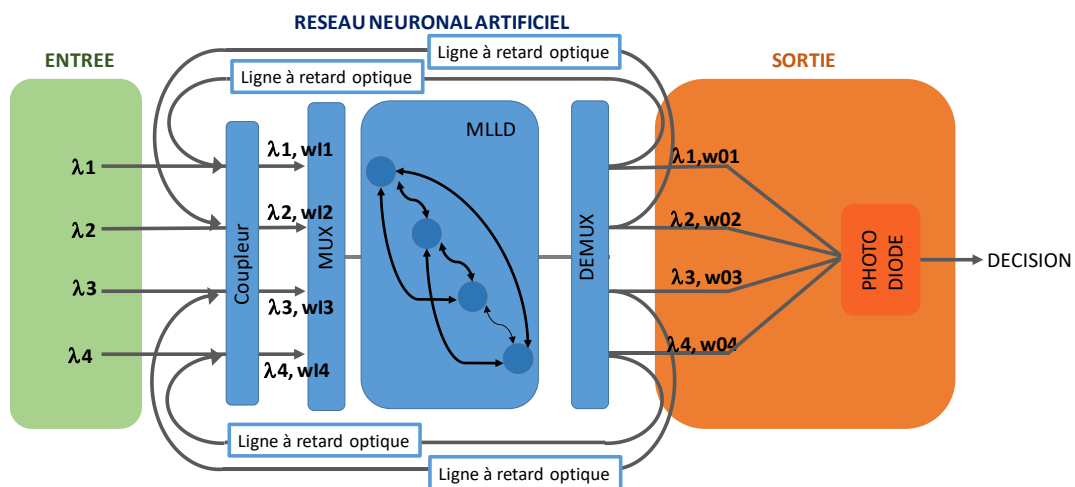 RESEAU NEURONAL ARTIFICIEL
ENTREE
SORTIE
Ligne à retard optique
Ligne à retard optique
λ1
λ2
λ3
λ4
Coupleur
λ1, wI1
λ2, wI2
λ3, wI3
λ4, wI4
MUX
MLLD
DEMUX
λ1, w01
λ2, w02
λ3, w03
λ4, w04
PHOTO
DIODE
DECISION
Ligne à retard optique
Ligne à retard optique